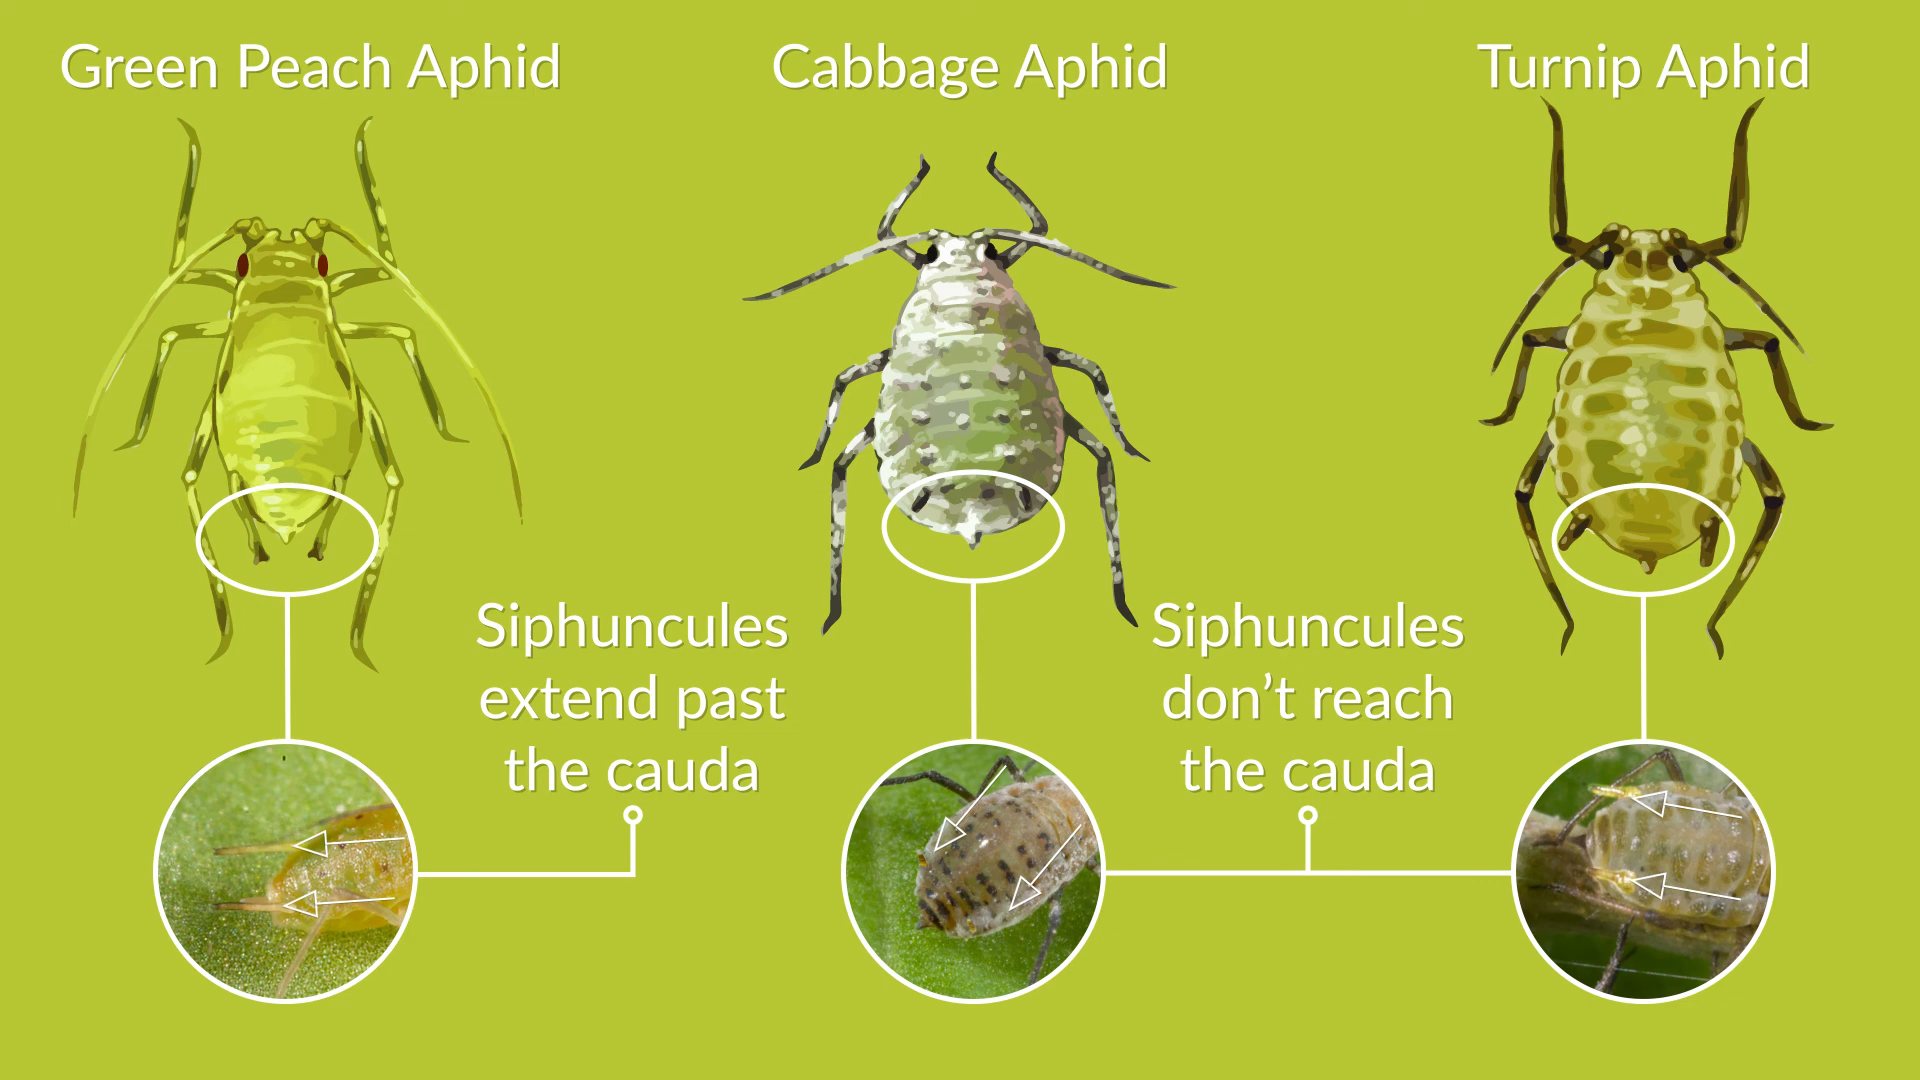 Green Peach Aphid
Cabbage Aphid
Turnip Aphid
Siphuncules
extend past
the cauda
Siphuncules
don’t reach
the cauda